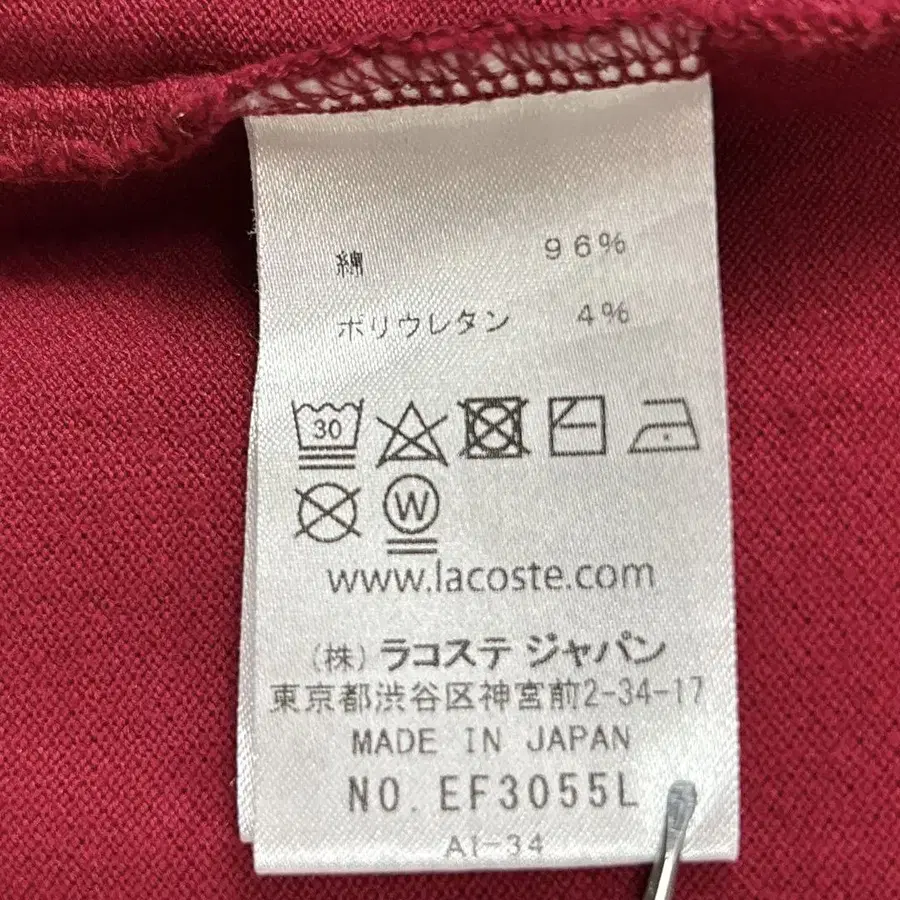 綿 96%
ポリウレタン 4%
30
W
www.lacoste.com
(株) ラコステ ジャパン
東京都渋谷区神宮前2-34-17
MADE IN JAPAN
NO. EF3055L
AI-34